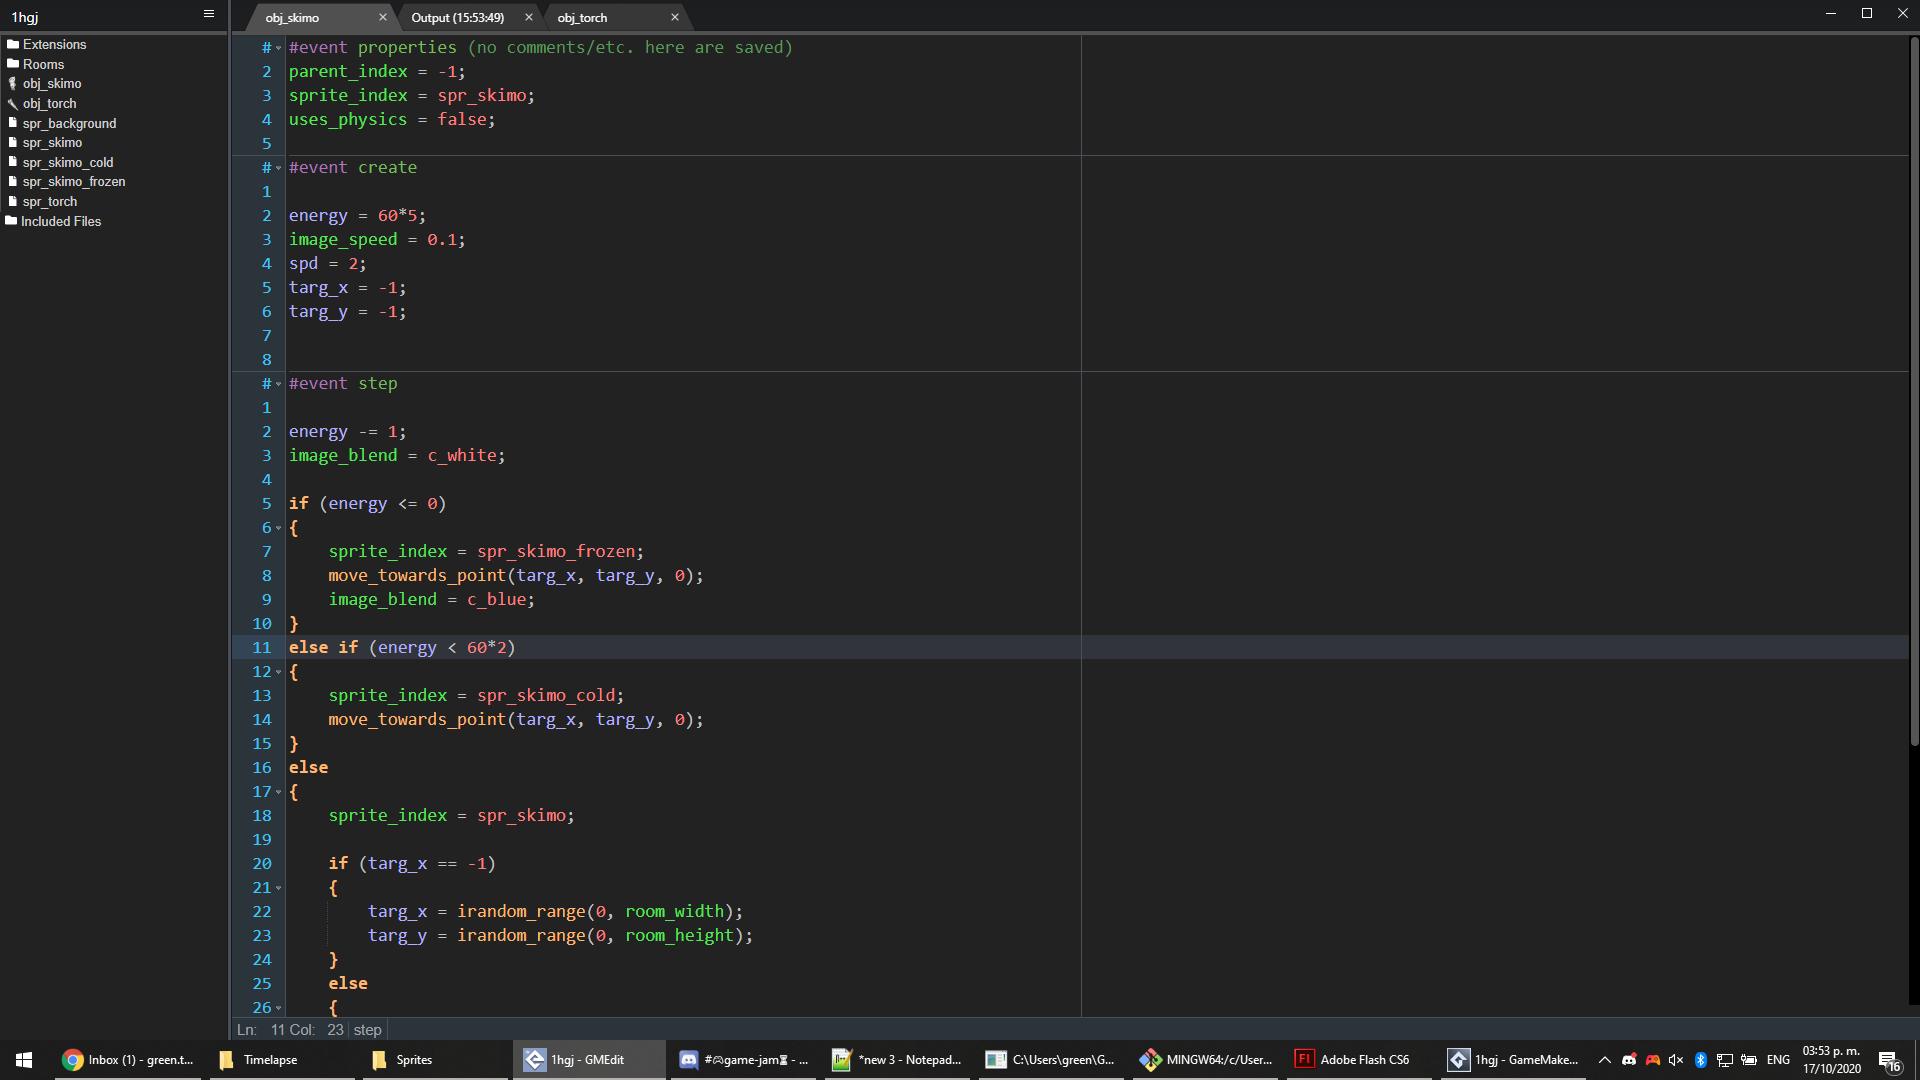 1hgj
obj_skimo
Output (15:53:49)
obj_torch
Extensions
Rooms
obj_skimo
obj_torch
spr_background
spr_skimo
spr_skimo_cold
spr_skimo_frozen
spr_torch
Included Files
# #event properties (no comments/etc. here are saved)
2 parent_index = -1;
3 sprite_index = spr_skimo;
4 uses_physics = false;
5
# #event create
1
2 energy = 60*5;
3 image_speed = 0.1;
4 spd = 2;
5 targ_x = -1;
6 targ_y = -1;
7
8
# #event step
1
2 energy -= 1;
3 image_blend = c_white;
4
5 if (energy <= 0)
6 {
7 sprite_index = spr_skimo_frozen;
8 move_towards_point(targ_x, targ_y, 0);
9 image_blend = c_blue;
10 }
11 else if (energy < 60*2)
12 {
13 sprite_index = spr_skimo_cold;
14 move_towards_point(targ_x, targ_y, 0);
15 }
16 else
17 {
18 sprite_index = spr_skimo;
19
20 if (targ_x == -1)
21 {
22 targ_x = irandom_range(0, room_width);
23 targ_y = irandom_range(0, room_height);
24 }
25 else
26 {
Ln: 11 Col: 23 step
Inbox (1) - green.t...
Timelapse
Sprites
1hgj - GMEdit
#🎮game-jam⏳ - ...
*new 3 - Notepad...
C:\Users\green\G...
MINGW64:/c/User...
Fl
Adobe Flash CS6
1hgj - GameMake...
ENG
03:53 p. m.
17/10/2020
16